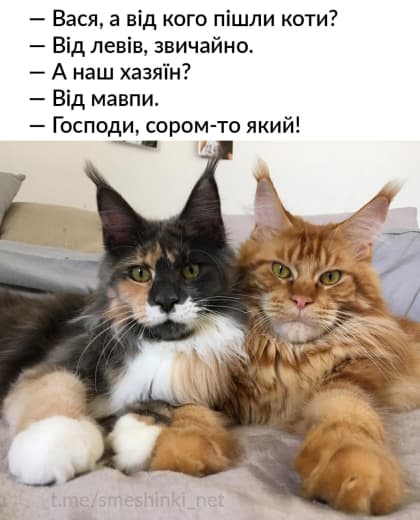 — Вася, а від кого пішли коти?
— Від левів, звичайно.
— А наш хазяїн?
— Від мавпи.
— Господи, сором-то який!
t.me/smeshinki_net